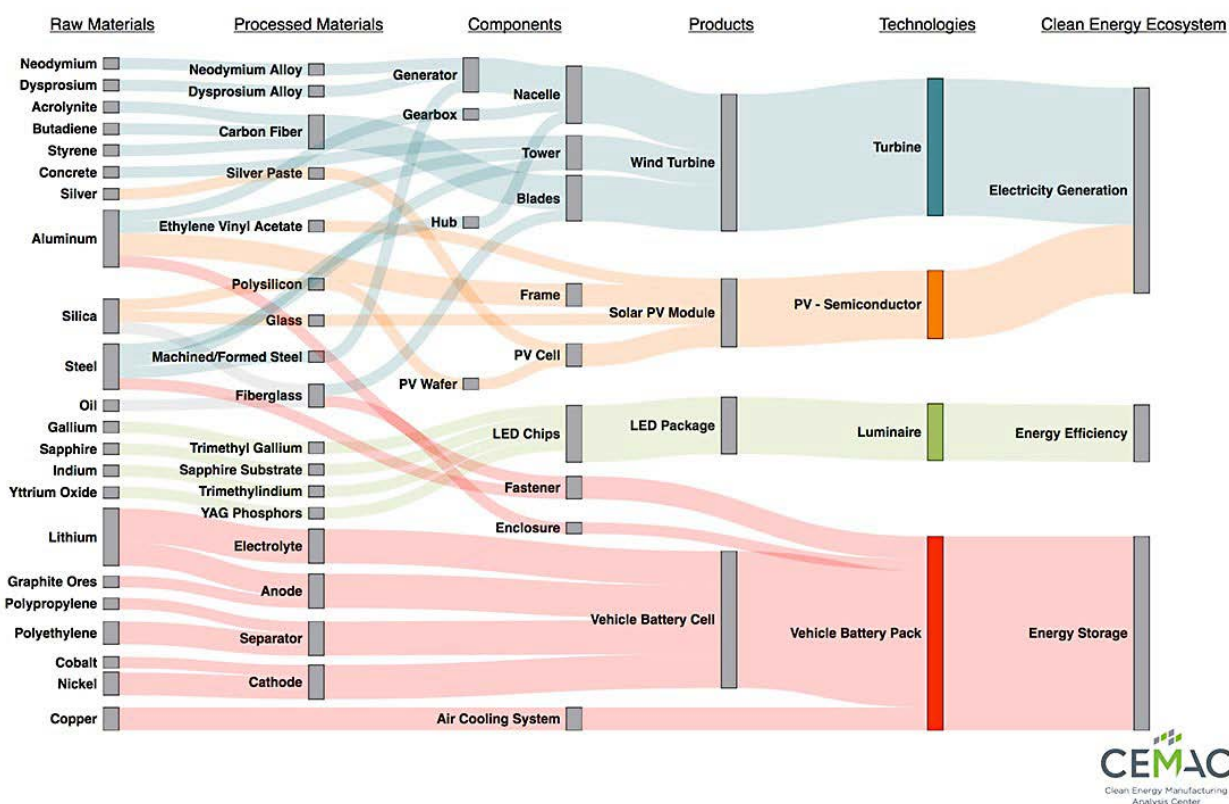 Raw Materials
Processed Materials
Components
Products
Technologies
Clean Energy Ecosystem
Neodymium
Dysprosium
Acrolynite
Butadiene
Styrene
Concrete
Silver
Aluminum
Silica
Steel
Oil
Gallium
Sapphire
Indium
Yttrium Oxide
Lithium
Graphite Ores
Polypropylene
Polyethylene
Cobalt
Nickel
Copper
Neodymium Alloy
Dysprosium Alloy
Carbon Fiber
Silver Paste
Ethylene Vinyl Acetate
Polysilicon
Glass
Machined/Formed Steel
Fiberglass
Trimethyl Gallium
Sapphire Substrate
Trimethylindium
YAG Phosphors
Electrolyte
Anode
Separator
Cathode
Generator
Gearbox
Hub
PV Wafer
Nacelle
Tower
Blades
Frame
PV Cell
LED Chips
Fastener
Enclosure
Air Cooling System
Wind Turbine
Solar PV Module
LED Package
Vehicle Battery Cell
Turbine
PV - Semiconductor
Luminaire
Vehicle Battery Pack
Electricity Generation
Energy Efficiency
Energy Storage
CEMAC
Clean Energy Manufacturing
Analysis Center